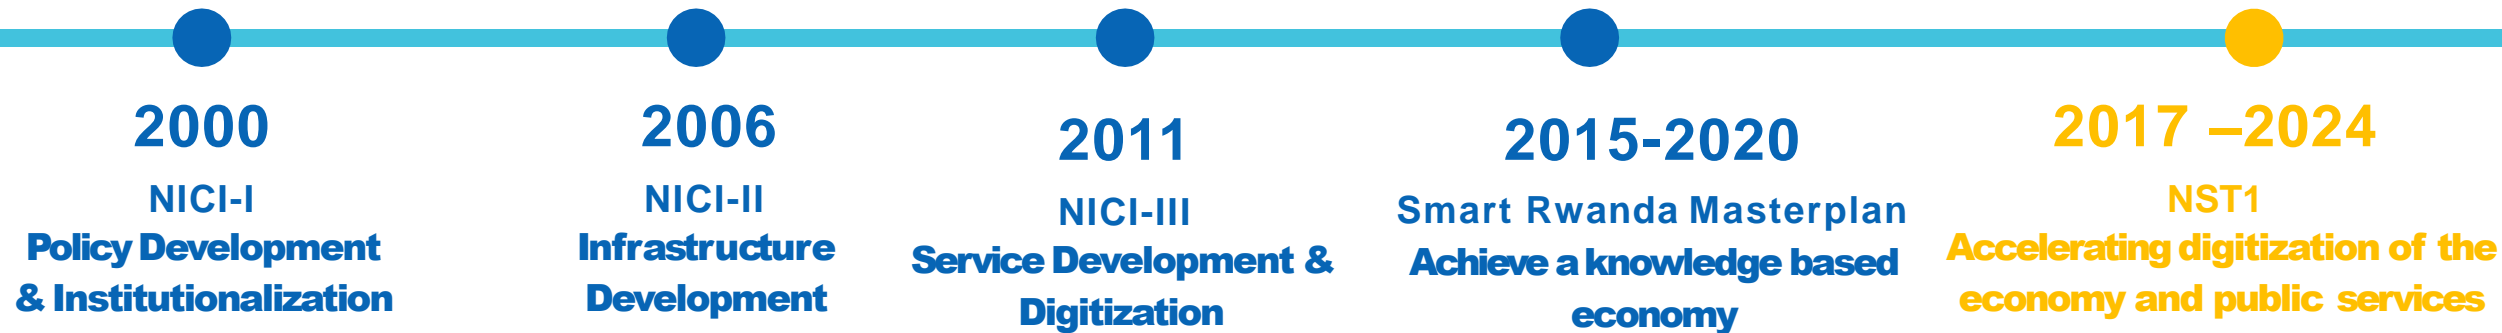 2000
NICI-I
Policy Development
& Institutionalization
2006
NICI-II
Infrastructure
Development
2011
NICI-III
Service Development &
Digitization
2015-2020
Smart Rwanda Masterplan
Achieve a knowledge based
economy
2017 –2024
NST1
Accelerating digitization of the
economy and public services